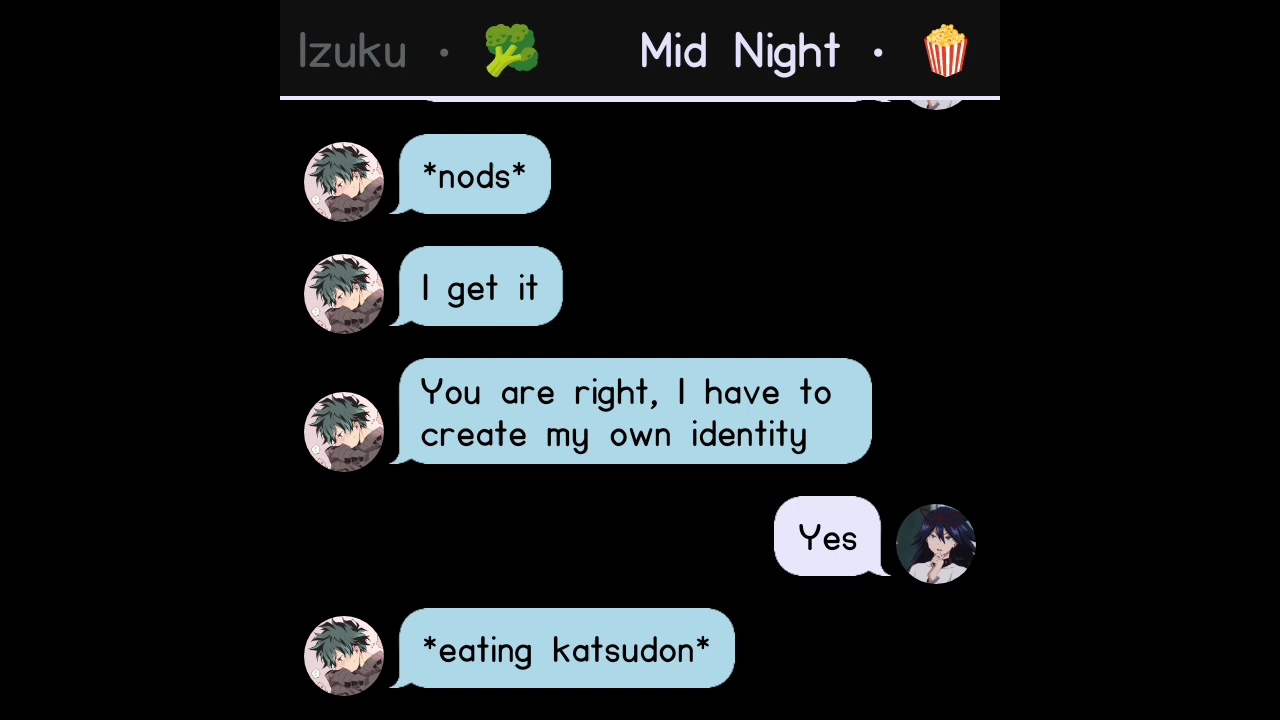 Izuku • Mid Night •
*nods*
I get it
You are right, I have to
create my own identity
Yes
*eating katsudon*